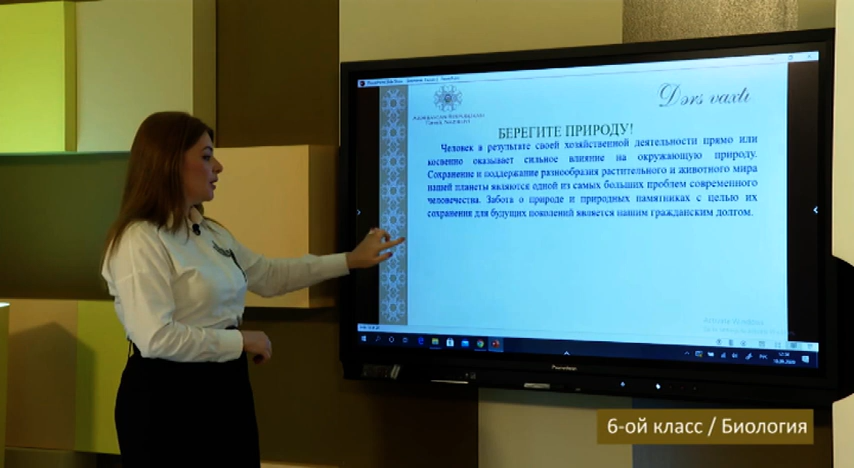 Dərs vaxtı
БЕРЕГИТЕ ПРИРОДУ!
Человек в результате своей хозяйственной деятельности прямо или
косвенно оказывает сильное влияние на окружающую природу.
Сохранение и поддержание разнообразия растительного и животного мира
нашей планеты являются одной из самых больших проблем современного
человечества. Забота о природе и природных памятниках с целью их
сохранения для будущих поколений является нашим гражданским долгом.
6-ой класс / Биология